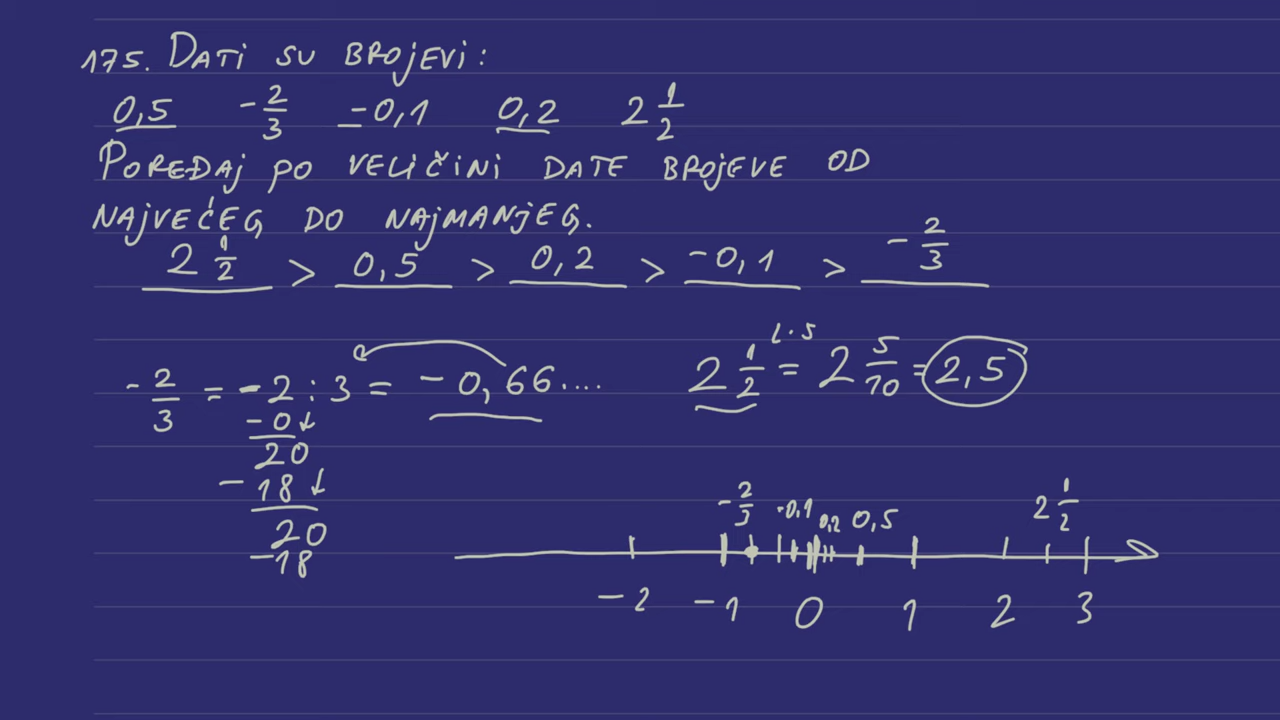 175. DATI SU BROJEVI:
0,5 -2/3 -0,1 0,2 2 1/2
POREĐAJ PO VELIČINI DATE BROJEVE OD
NAJVEĆEG DO NAJMANJEG.
2 1/2 > 0,5 > 0,2 > -0,1 > -2/3
-2/3 = -2 : 3 = -0,66....
-0↓
20
-18↓
20
-18
2 1/2 = 2 5/10 = 2,5
⌊·5
-2/3 -0,1 0,2 0,5 2 1/2
-2 -1 0 1 2 3